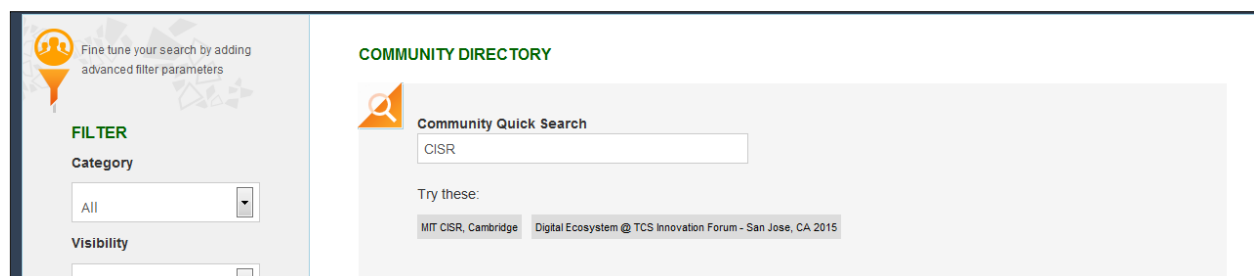 Fine tune your search by adding
advanced filter parameters
FILTER
Category
All
Visibility
COMMUNITY DIRECTORY
Community Quick Search
CISR
Try these:
MIT CISR, Cambridge
Digital Ecosystem @ TCS Innovation Forum - San Jose, CA 2015